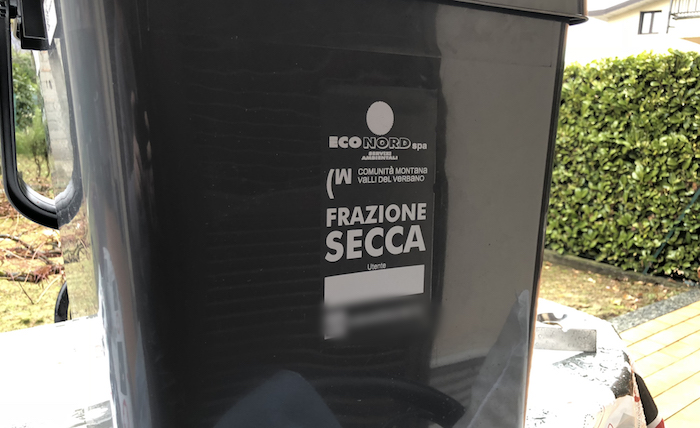 ECONORD spa
SERVIZI
AMBIENTALI
COMUNITÀ MONTANA
VALLI DEL VERBANO
FRAZIONE
SECCA
Utente